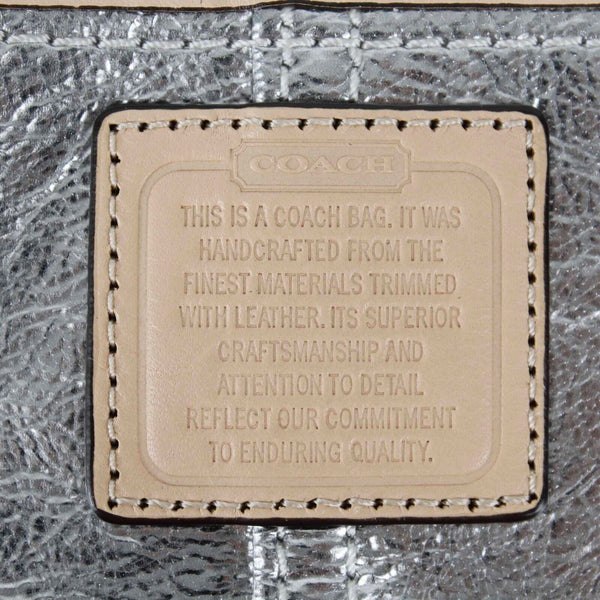 COACH
THIS IS A COACH BAG. IT WAS
HANDCRAFTED FROM THE
FINEST MATERIALS TRIMMED
WITH LEATHER. ITS SUPERIOR
CRAFTSMANSHIP AND
ATTENTION TO DETAIL
REFLECT OUR COMMITMENT
TO ENDURING QUALITY.